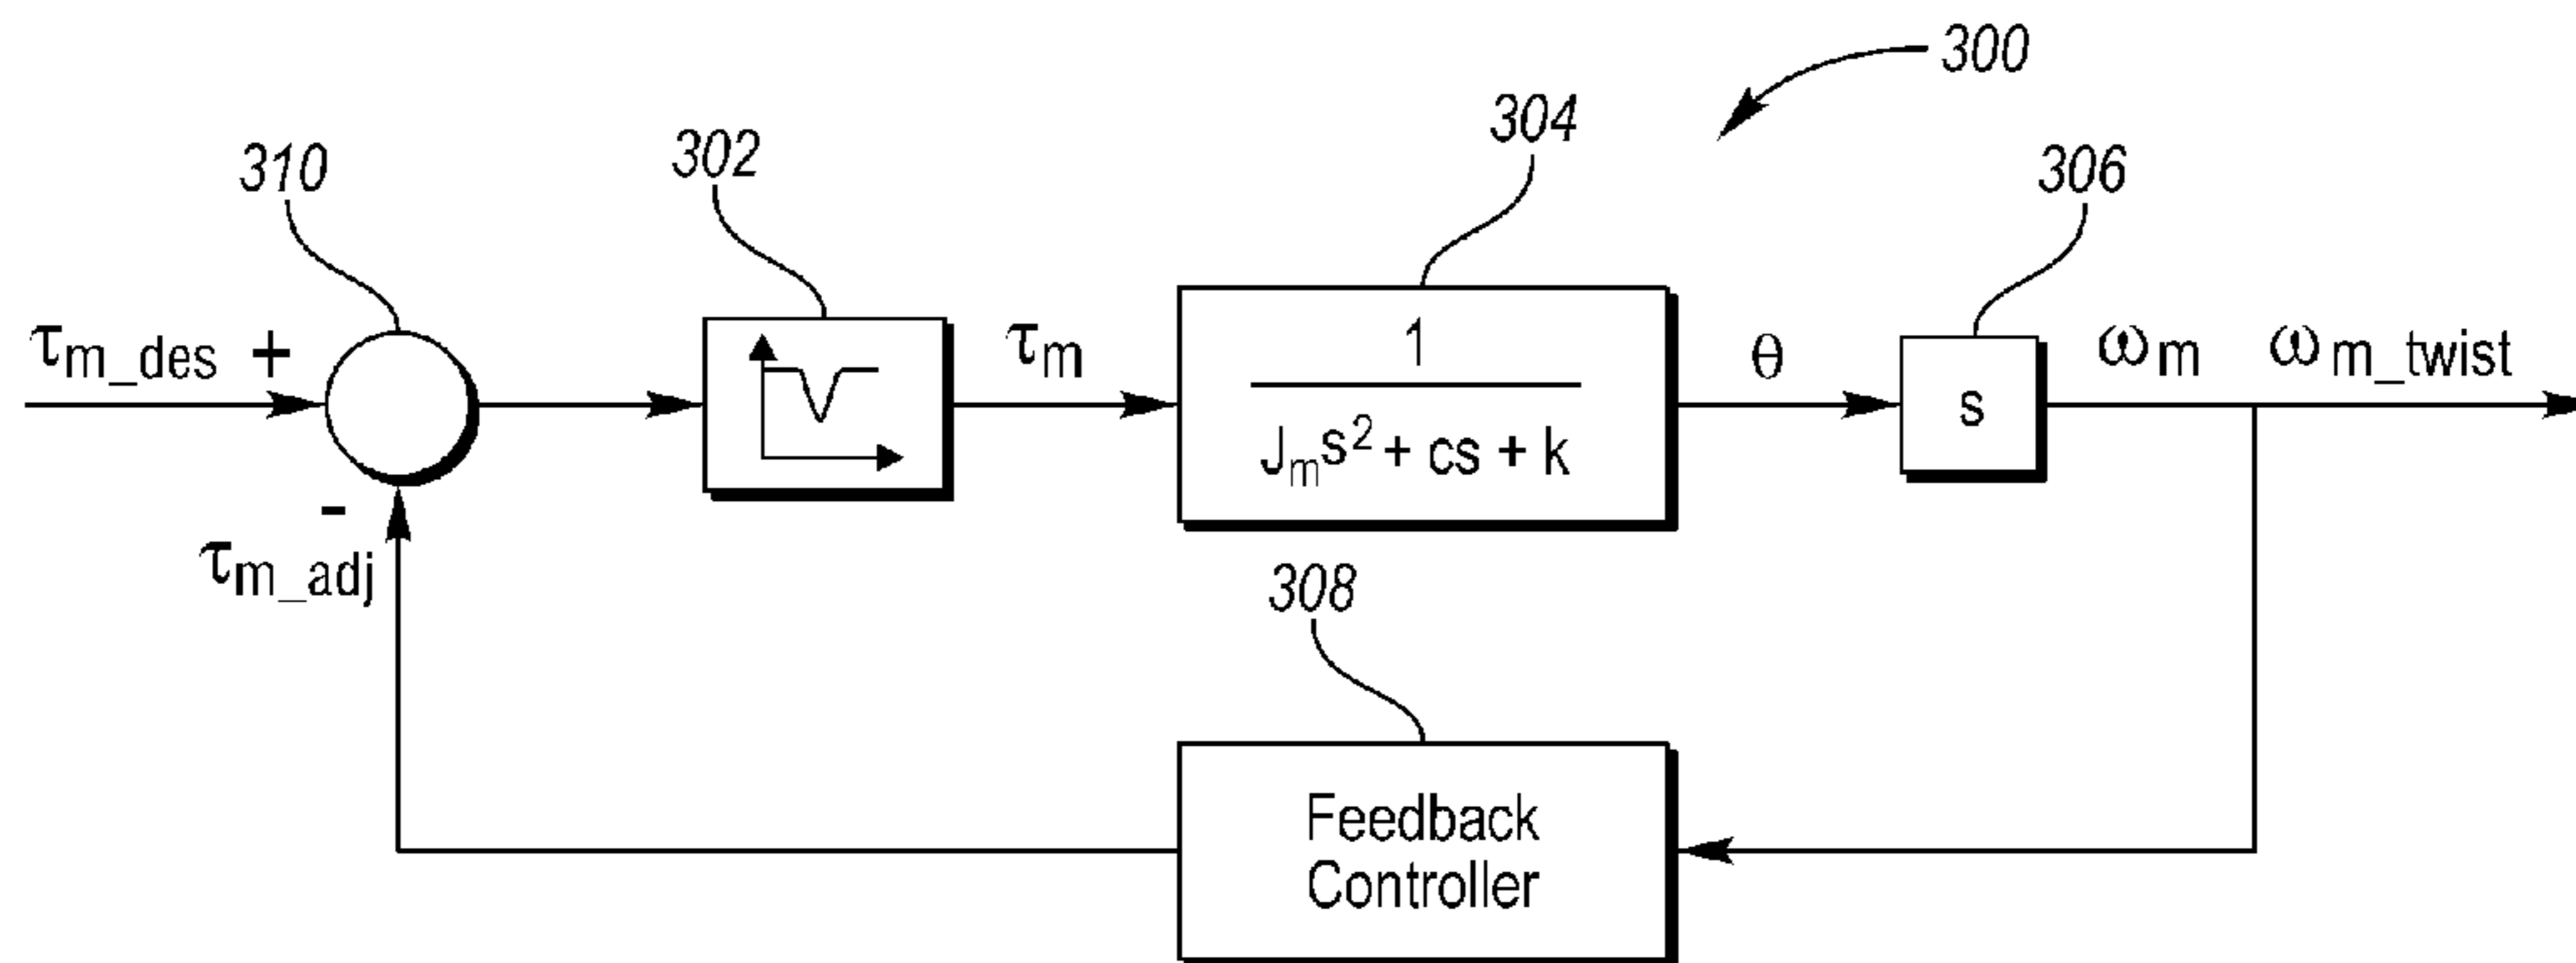 300
304
302
306
310
τm_des +
τm
1
Jms² + cs + k
θ
s
ωm
ωm_twist
-
τm_adj
308
Feedback
Controller